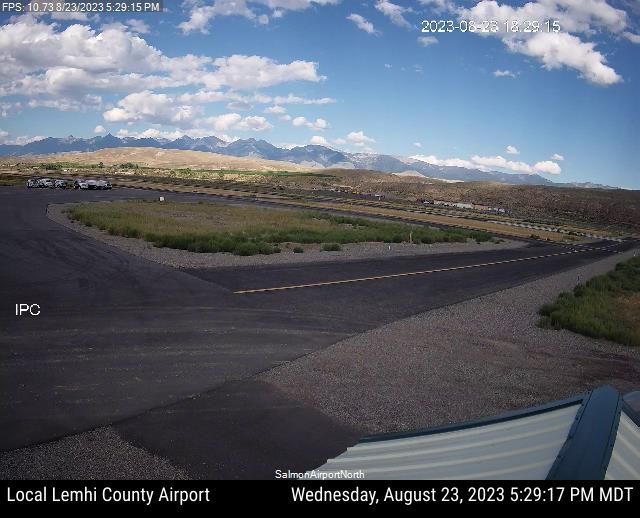 FPS: 10.73 8/23/2023 5:29:15 PM
2023-08-23 18:29:15
IPC
SalmonAirportNorth
Local Lemhi County Airport Wednesday, August 23, 2023 5:29:17 PM MDT